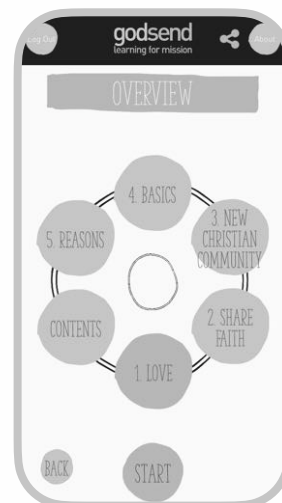 Log Out
godsend
learning for mission
About
OVERVIEW
4. BASICS
5. REASONS
3. NEW
CHRISTIAN
COMMUNITY
CONTENTS
2. SHARE
FAITH
1. LOVE
BACK
START